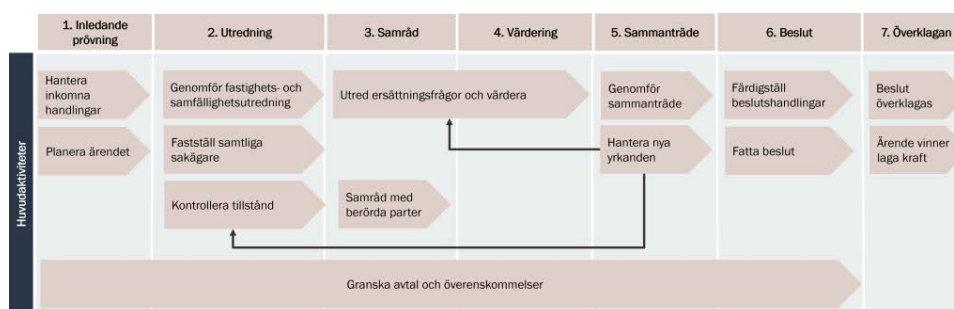 1. Inledande
prövning
2. Utredning
3. Samråd
4. Värdering
5. Sammanträde
6. Beslut
7. Överklagan
Huvudaktiviteter
Hantera
inkomna
handlingar
Genomför fastighets- och
samfällighetsutredning
Utred ersättningsfrågor och värdera
Genomför
sammanträde
Färdigställ
beslutshandlingar
Beslut
överklagas
Planera ärendet
Fastställ samtliga
sakägare
Hantera nya
yrkanden
Fatta beslut
Ärende vinner
laga kraft
Kontrollera tillstånd
Samråd med
berörda parter
Granska avtal och överenskommelser